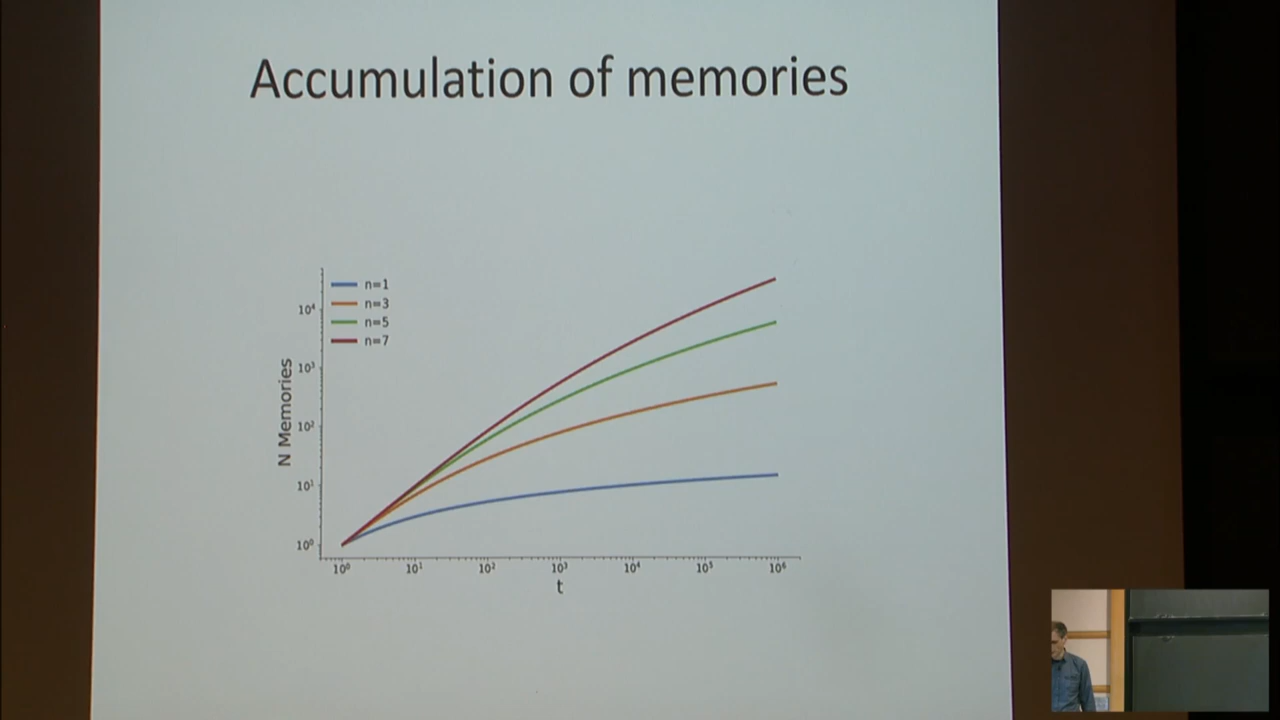 Accumulation of memories
n=1
n=3
n=5
n=7
N Memories
10⁴
10³
10²
10¹
10⁰
10⁰ 10¹ 10² 10³ 10⁴ 10⁵ 10⁶
t